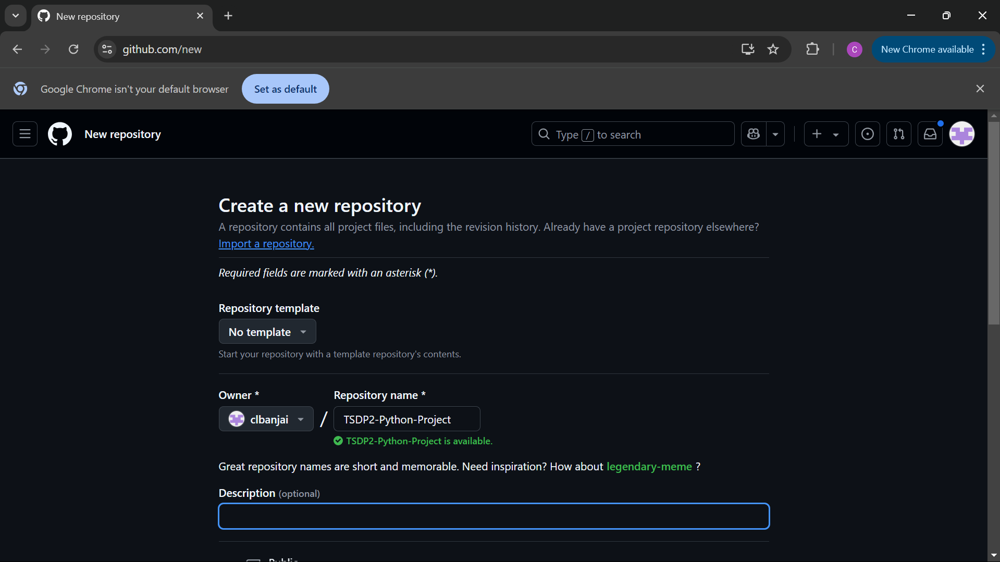 New repository
github.com/new
C
New Chrome available
Google Chrome isn't your default browser
Set as default
New repository
Type / to search
Create a new repository
A repository contains all project files, including the revision history. Already have a project repository elsewhere?
Import a repository.
Required fields are marked with an asterisk (*).
Repository template
No template
Start your repository with a template repository's contents.
Owner *
Repository name *
clbanjai / TSDP2-Python-Project
TSDP2-Python-Project is available.
Great repository names are short and memorable. Need inspiration? How about legendary-meme ?
Description (optional)
Public